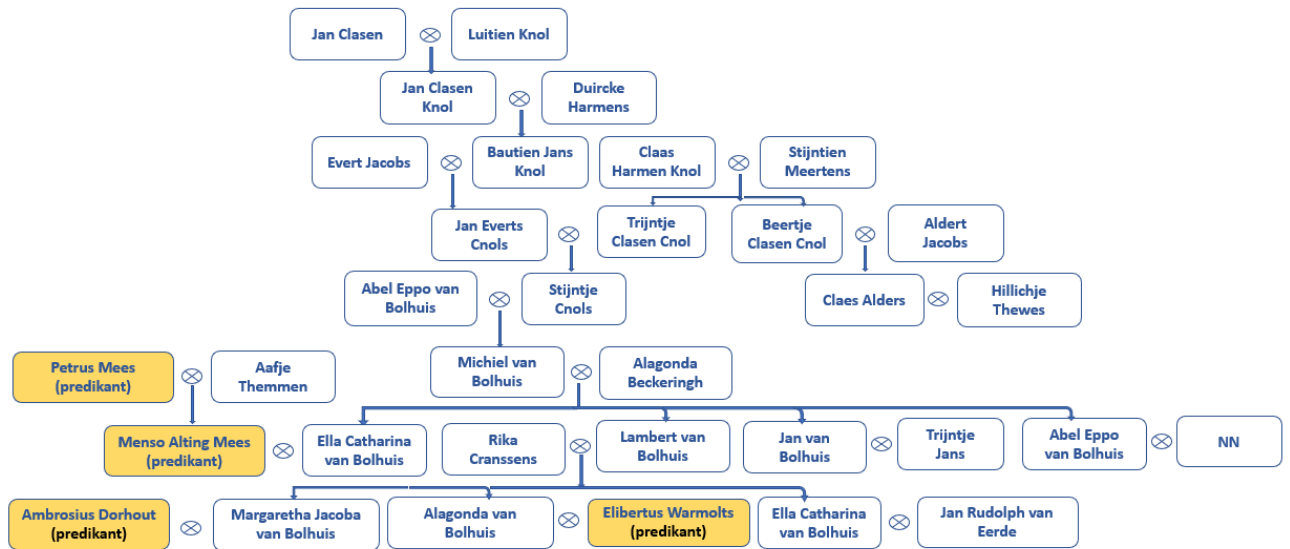 Jan Clasen
Luitien Knol
Jan Clasen
Knol
Duircke
Harmens
Evert Jacobs
Bautien Jans
Knol
Claas
Harmen Knol
Stijntien
Meertens
Jan Everts
Cnols
Trijntje
Clasen Cnol
Beertje
Clasen Cnol
Aldert
Jacobs
Abel Eppo van
Bolhuis
Stijntje
Cnols
Claes Alders
Hillichje
Thewes
Petrus Mees
(predikant)
Aafje
Themmen
Michiel van
Bolhuis
Alagonda
Beckeringh
Menso Alting Mees
(predikant)
Ella Catharina
van Bolhuis
Rika
Cranssens
Lambert van
Bolhuis
Jan van
Bolhuis
Trijntje
Jans
Abel Eppo
van Bolhuis
NN
Ambrosius Dorhout
(predikant)
Margaretha Jacoba
van Bolhuis
Alagonda van
Bolhuis
Elibertus Warmolts
(predikant)
Ella Catharina
van Bolhuis
Jan Rudolph van
Eerde